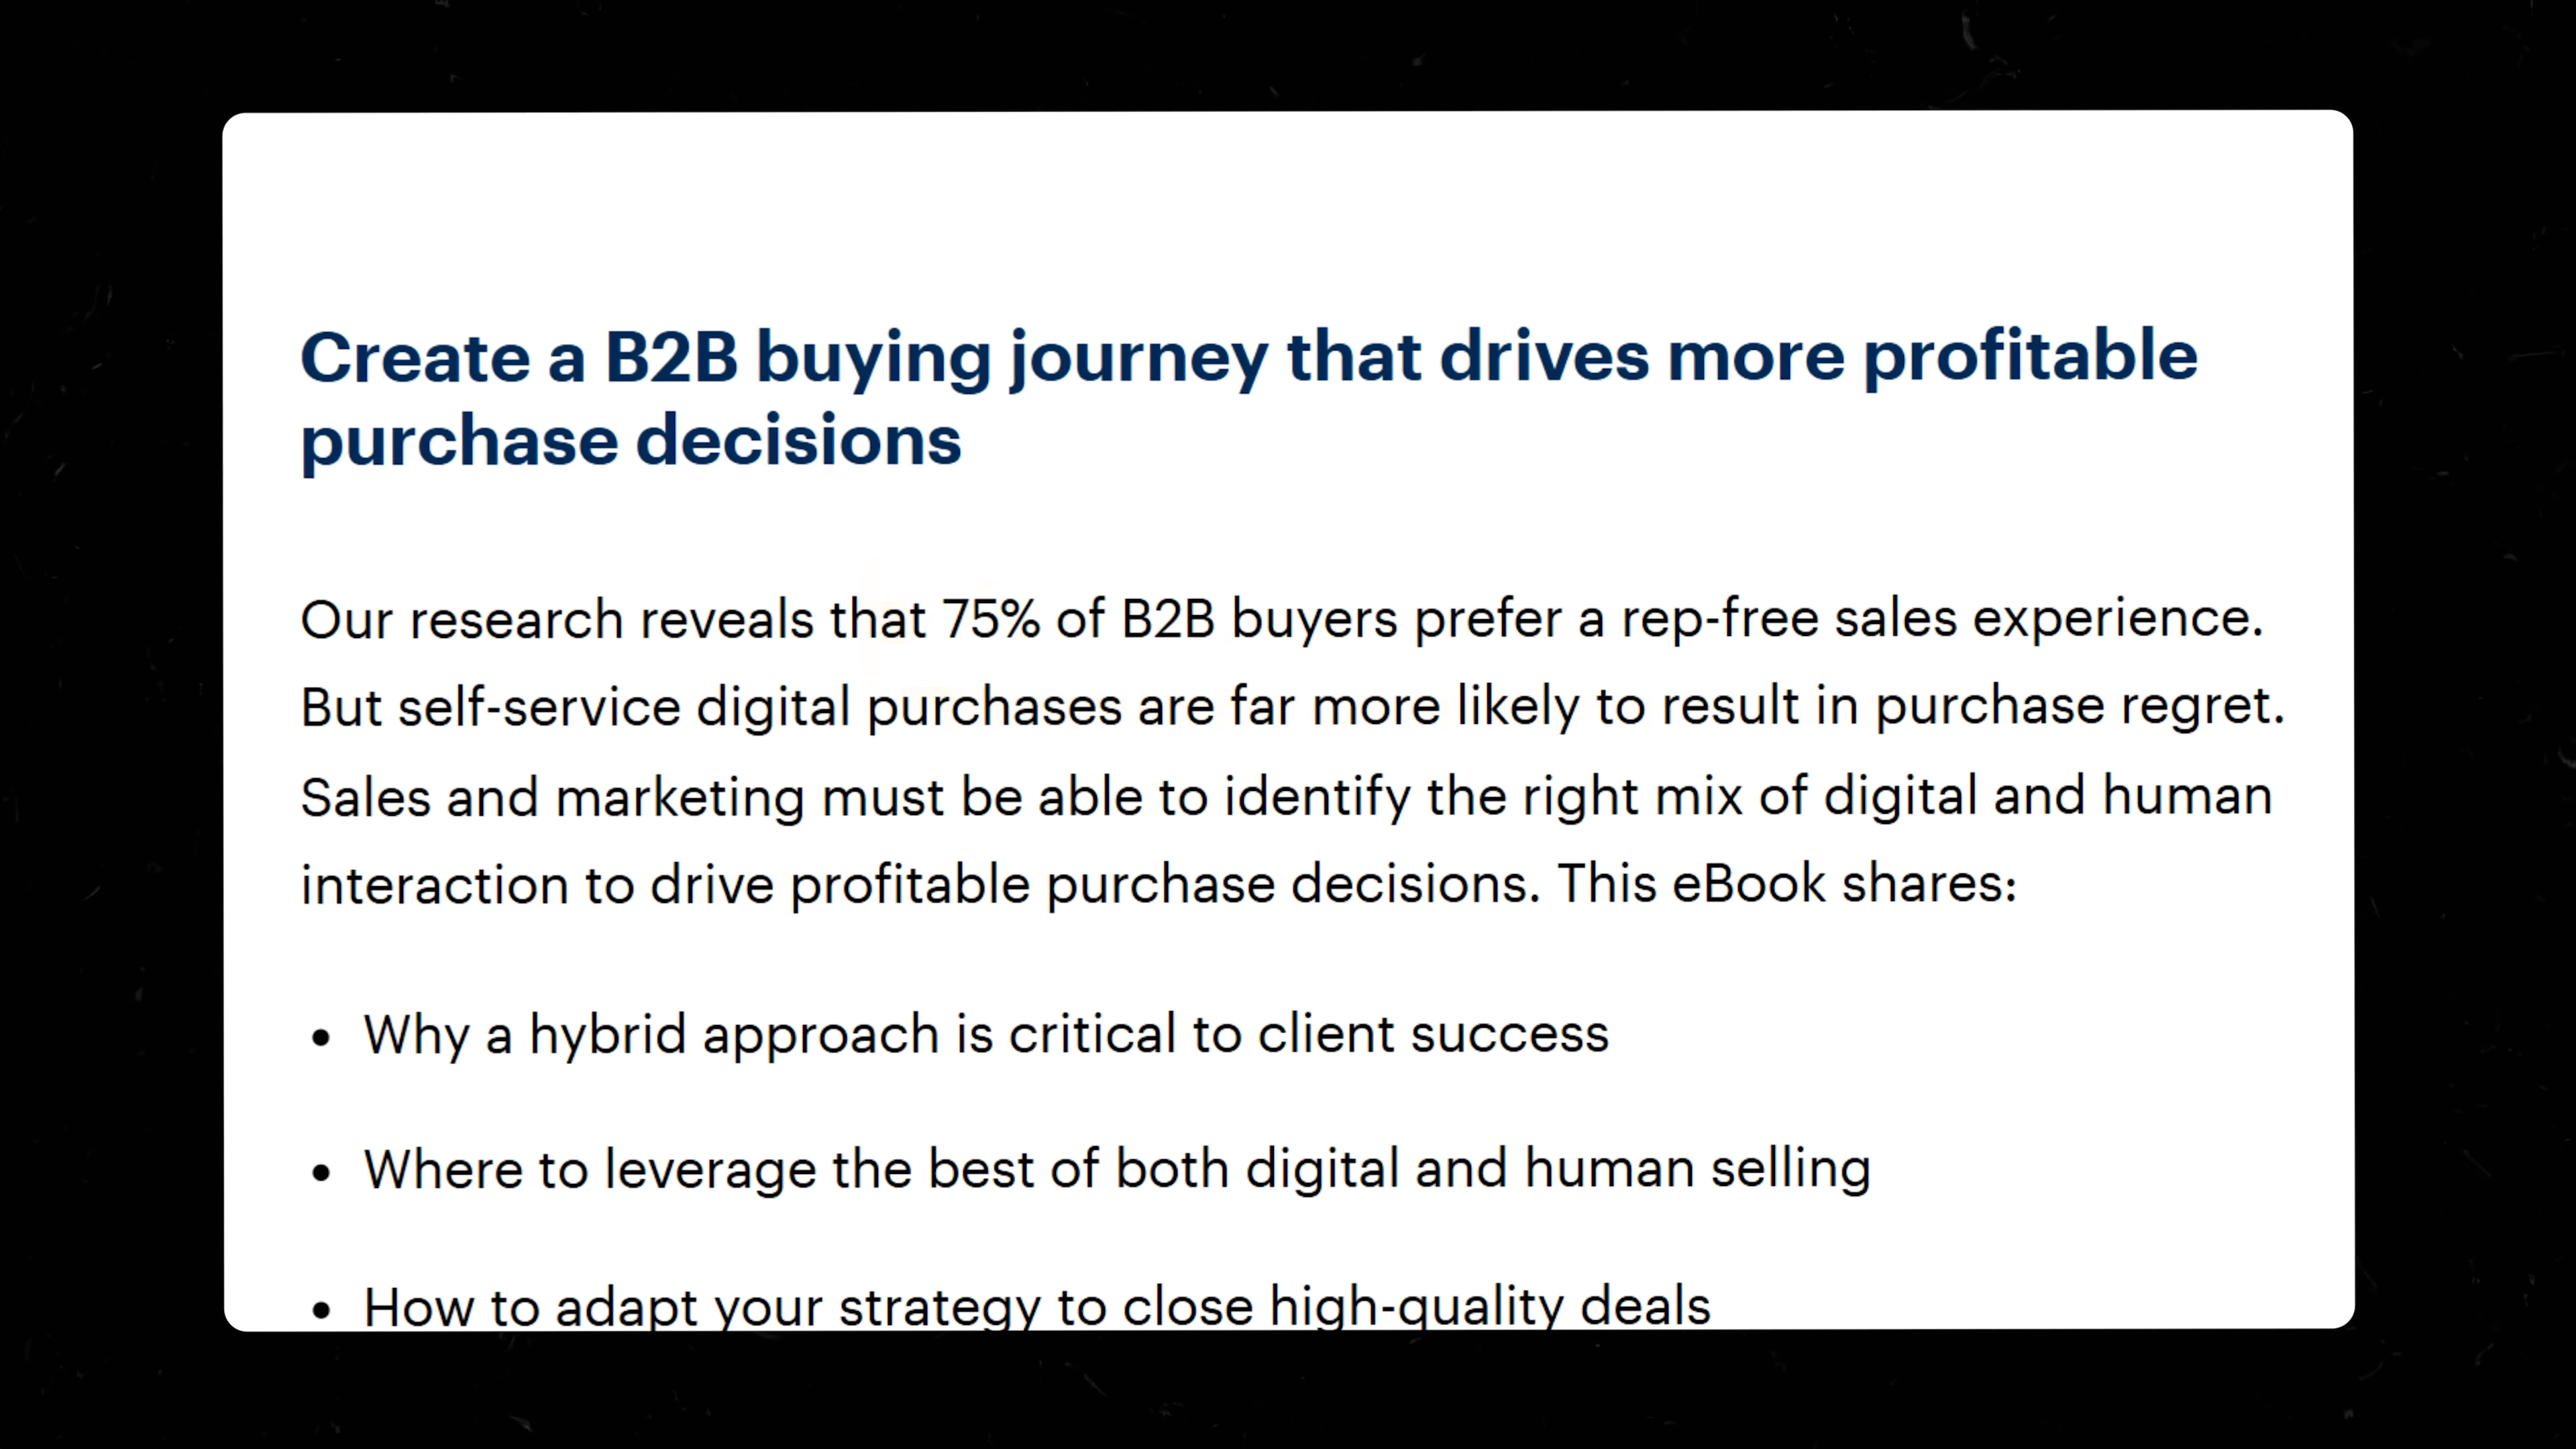 Create a B2B buying journey that drives more profitable
purchase decisions
Our research reveals that 75% of B2B buyers prefer a rep-free sales experience.
But self-service digital purchases are far more likely to result in purchase regret.
Sales and marketing must be able to identify the right mix of digital and human
interaction to drive profitable purchase decisions. This eBook shares:
• Why a hybrid approach is critical to client success
• Where to leverage the best of both digital and human selling
• How to adapt your strategy to close high-quality deals